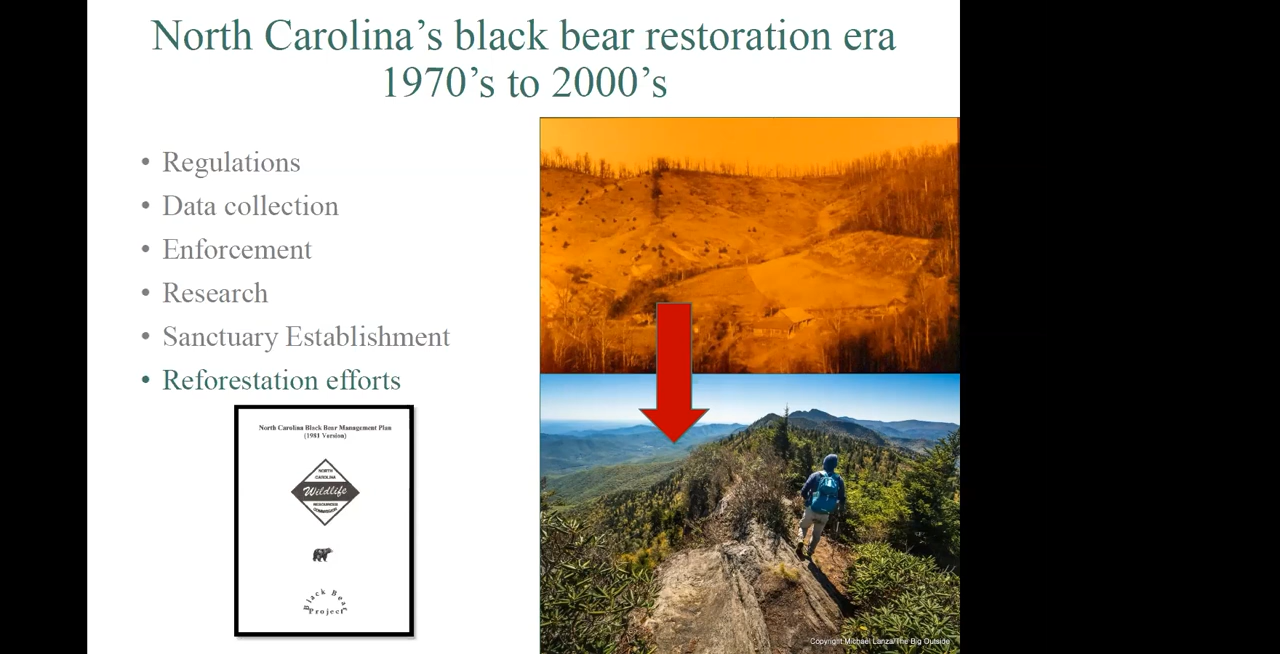 North Carolina's black bear restoration era
1970's to 2000's
• Regulations
• Data collection
• Enforcement
• Research
• Sanctuary Establishment
• Reforestation efforts
North Carolina Black Bear Management Plan
(1981 Version)
NORTH
CAROLINA
Wildlife
RESOURCES
COMMISSION
Black Bear
Project
Copyright Michael Lanza/The Big Outside